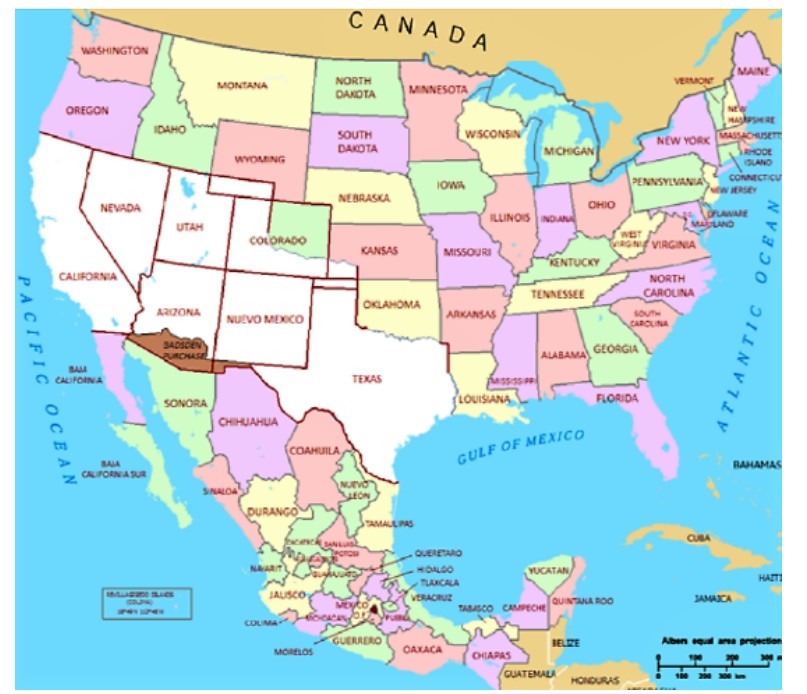 CANADA
WASHINGTON
MONTANA
NORTH
DAKOTA
MINNESOTA
VERMONT
MAINE
OREGON
IDAHO
SOUTH
DAKOTA
WISCONSIN
MICHIGAN
NEW YORK
NEW
HAMPSHIRE
MASSACHUSETTS
RHODE
ISLAND
CONNECTICUT
WYOMING
IOWA
PENNSYLVANIA
NEW JERSEY
NEBRASKA
NEVADA
UTAH
COLORADO
ILLINOIS
INDIANA
OHIO
DELAWARE
MARYLAND
WEST
VIRGINIA
VIRGINIA
KANSAS
MISSOURI
KENTUCKY
CALIFORNIA
ARIZONA
NUEVO MEXICO
OKLAHOMA
ARKANSAS
TENNESSEE
NORTH
CAROLINA
SOUTH
CAROLINA
GADSDEN
PURCHASE
TEXAS
MISSISSIPPI
ALABAMA
GEORGIA
LOUISIANA
FLORIDA
PACIFIC OCEAN
ATLANTIC OCEAN
GULF OF MEXICO
BAJA
CALIFORNIA
SONORA
CHIHUAHUA
COAHUILA
BAJA
CALIFORNIA SUR
SINALOA
DURANGO
NUEVO
LEON
TAMAULIPAS
ZACATECAS
SAN LUIS
POTOSI
NAYARIT
GUANAJUATO
QUERETARO
HIDALGO
TLAXCALA
VERACRUZ
JALISCO
COLIMA
MICHOACAN
MEXICO
D.F.
PUEBLA
MORELOS
GUERRERO
OAXACA
TABASCO
CAMPECHE
YUCATAN
QUINTANA ROO
CHIAPAS
BAHAMAS
CUBA
HAITI
JAMAICA
BELIZE
GUATEMALA
HONDURAS
REVILLAGIGEDO ISLANDS
(COLIMA)
Albers equal area projection
0 100 200 300 m
0 100 200 300 km